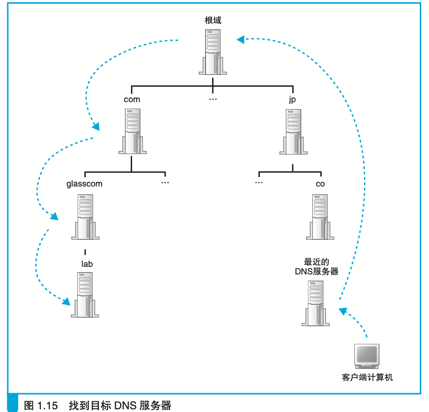 根域
com
…
jp
glasscom
…
…
co
lab
最近的
DNS服务器
客户端计算机
图 1.15 找到目标 DNS 服务器